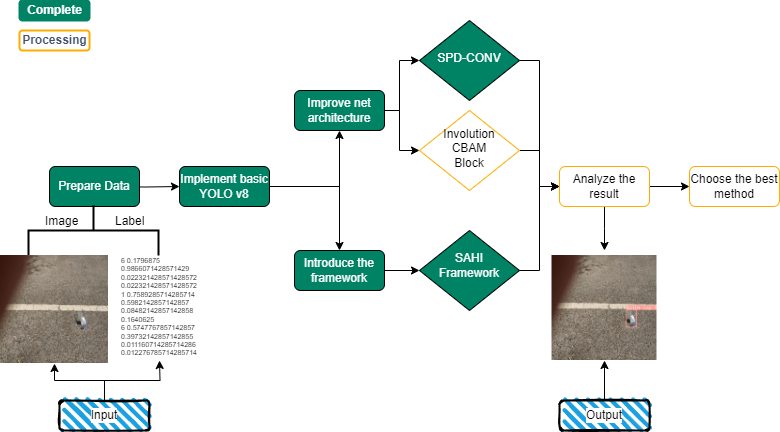 Complete
Processing
SPD-CONV
Improve net
architecture
Involution
CBAM
Block
Prepare Data
Implement basic
YOLO v8
Analyze the
result
Choose the best
method
Image
Label
Introduce the
framework
SAHI
Framework
6 0.1796875
0.9866071428571429
0.022321428571428572
0.022321428571428572
1 0.7589285714285714
0.5982142857142857
0.08482142857142858
0.1640625
6 0.5747767857142857
0.39732142857142855
0.011160714285714286
0.012276785714285714
Input
Output